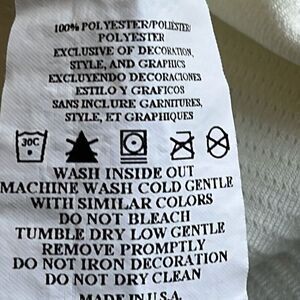 100% POLYESTER/POLIÉSTER/
POLYESTER
EXCLUSIVE OF DECORATION,
STYLE, AND GRAPHICS
EXCLUYENDO DECORACIONES
ESTILO Y GRAFICOS
SANS INCLURE GARNITURES,
STYLE, ET GRAPHIQUES
30C
WASH INSIDE OUT
MACHINE WASH COLD GENTLE
WITH SIMILAR COLORS
DO NOT BLEACH
TUMBLE DRY LOW GENTLE
REMOVE PROMPTLY
DO NOT IRON DECORATION
DO NOT DRY CLEAN
MADE IN U.S.A.